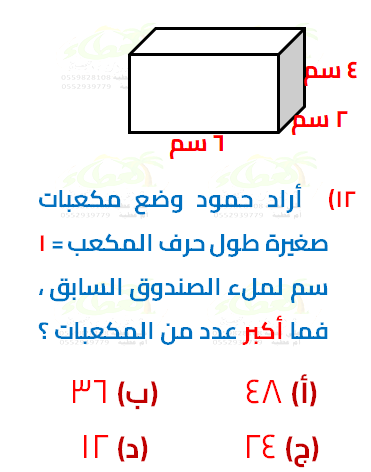 ٤ سم
٢ سم
٦ سم
١٢) أراد حمود وضع مكعبات
صغيرة طول حرف المكعب = ١
سم لملء الصندوق السابق ،
فما أكبر عدد من المكعبات ؟
(أ) ٤٨ (ب) ٣٦
(ج) ٢٤ (د) ١٢